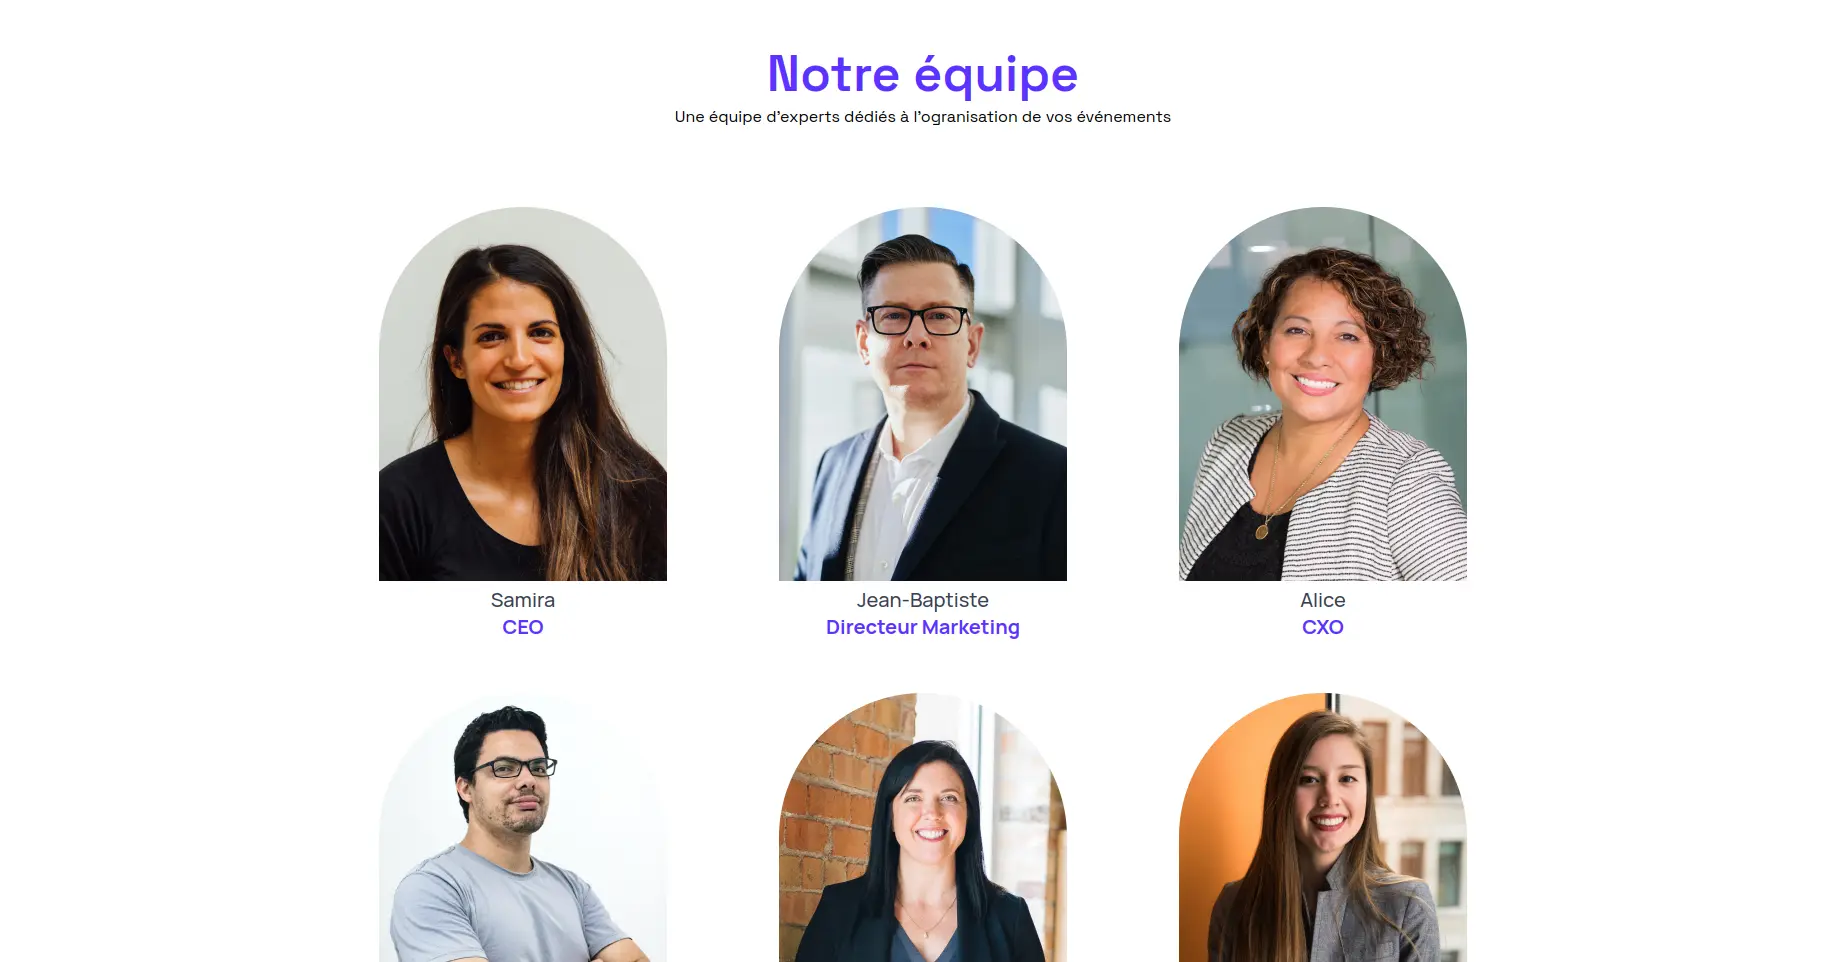 Notre équipe
Une équipe d'experts dédiés à l'ogranisation de vos événements
Samira
CEO
Jean-Baptiste
Directeur Marketing
Alice
CXO